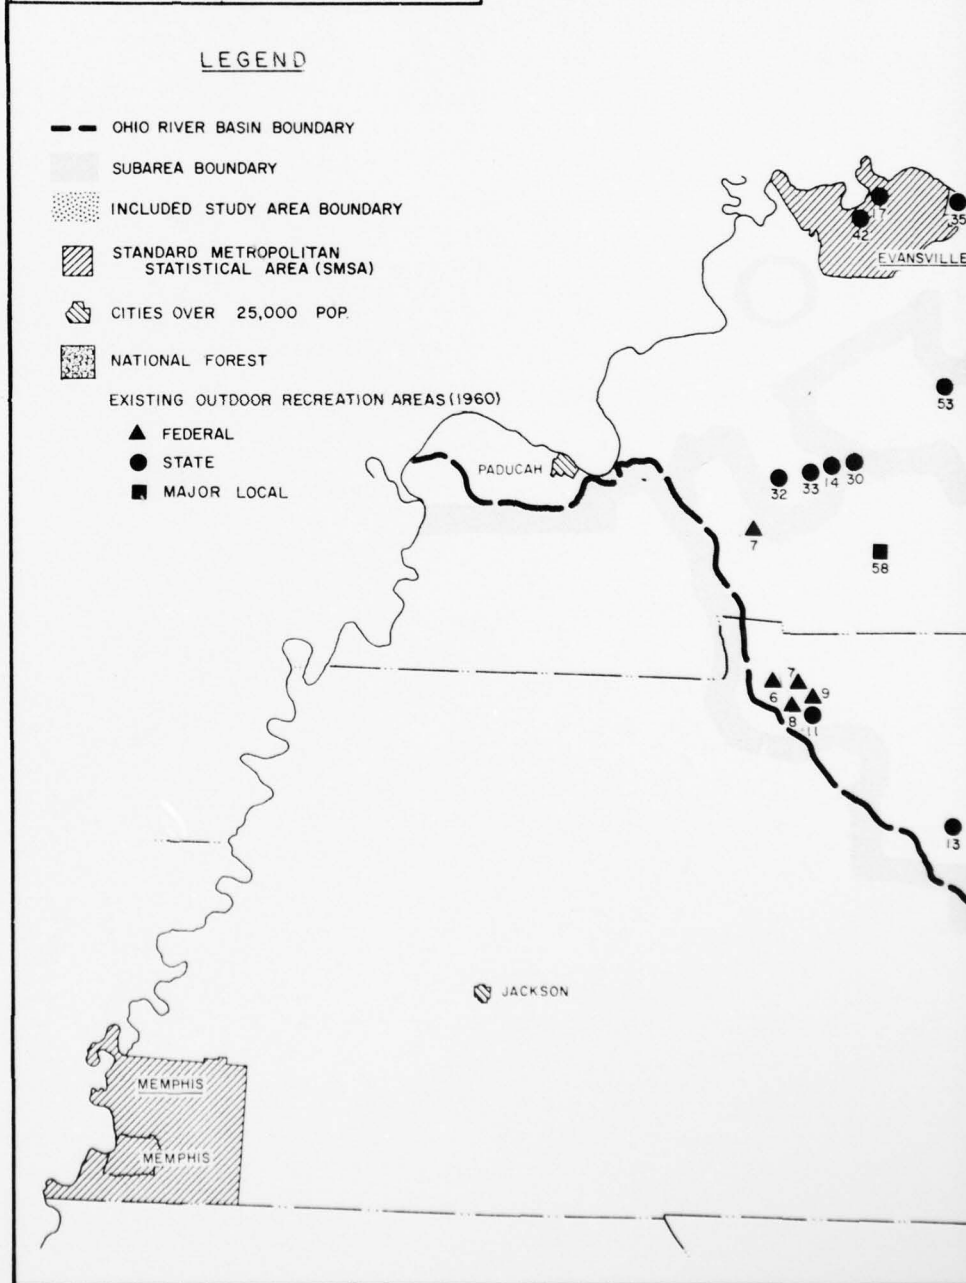 LEGEND
OHIO RIVER BASIN BOUNDARY
SUBAREA BOUNDARY
INCLUDED STUDY AREA BOUNDARY
STANDARD METROPOLITAN
STATISTICAL AREA (SMSA)
CITIES OVER 25,000 POP.
NATIONAL FOREST
EXISTING OUTDOOR RECREATION AREAS (1960)
FEDERAL
STATE
MAJOR LOCAL
17
42
35
EVANSVILLE
53
PADUCAH
32
33
14
30
7
58
7
6
9
8
11
13
JACKSON
MEMPHIS
MEMPHIS